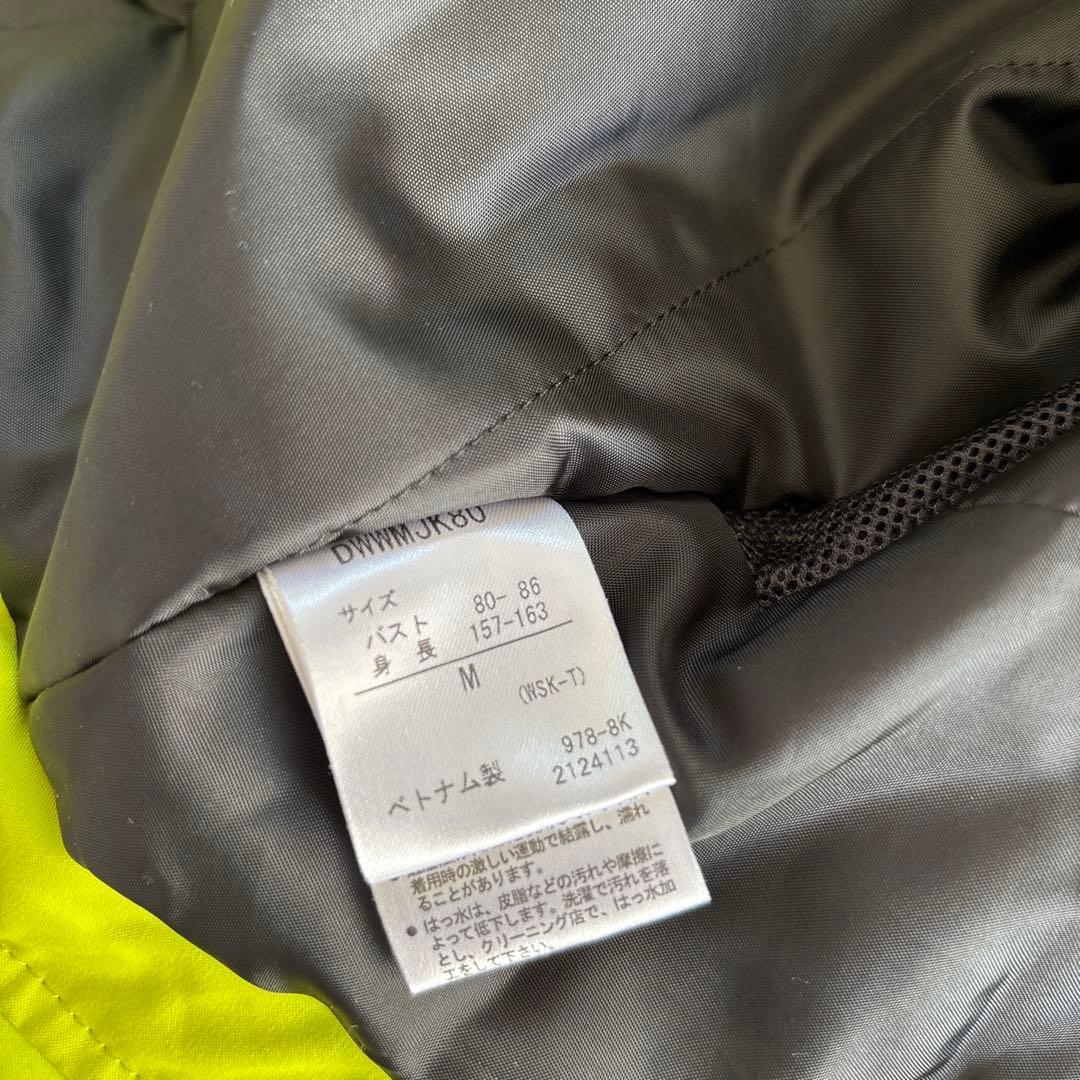 DWWMJK80
サイズ
バスト 80- 86
身 長 157-163
M
(WSK-T)
978-8K
ベトナム製 2124113
着用時の激しい運動で結露し、濡れ
ることがあります。
● はっ水は、皮脂などの汚れや摩擦に
よって低下します。洗濯で汚れを落
とし、クリーニング店で、はっ水加
工をして下さい。